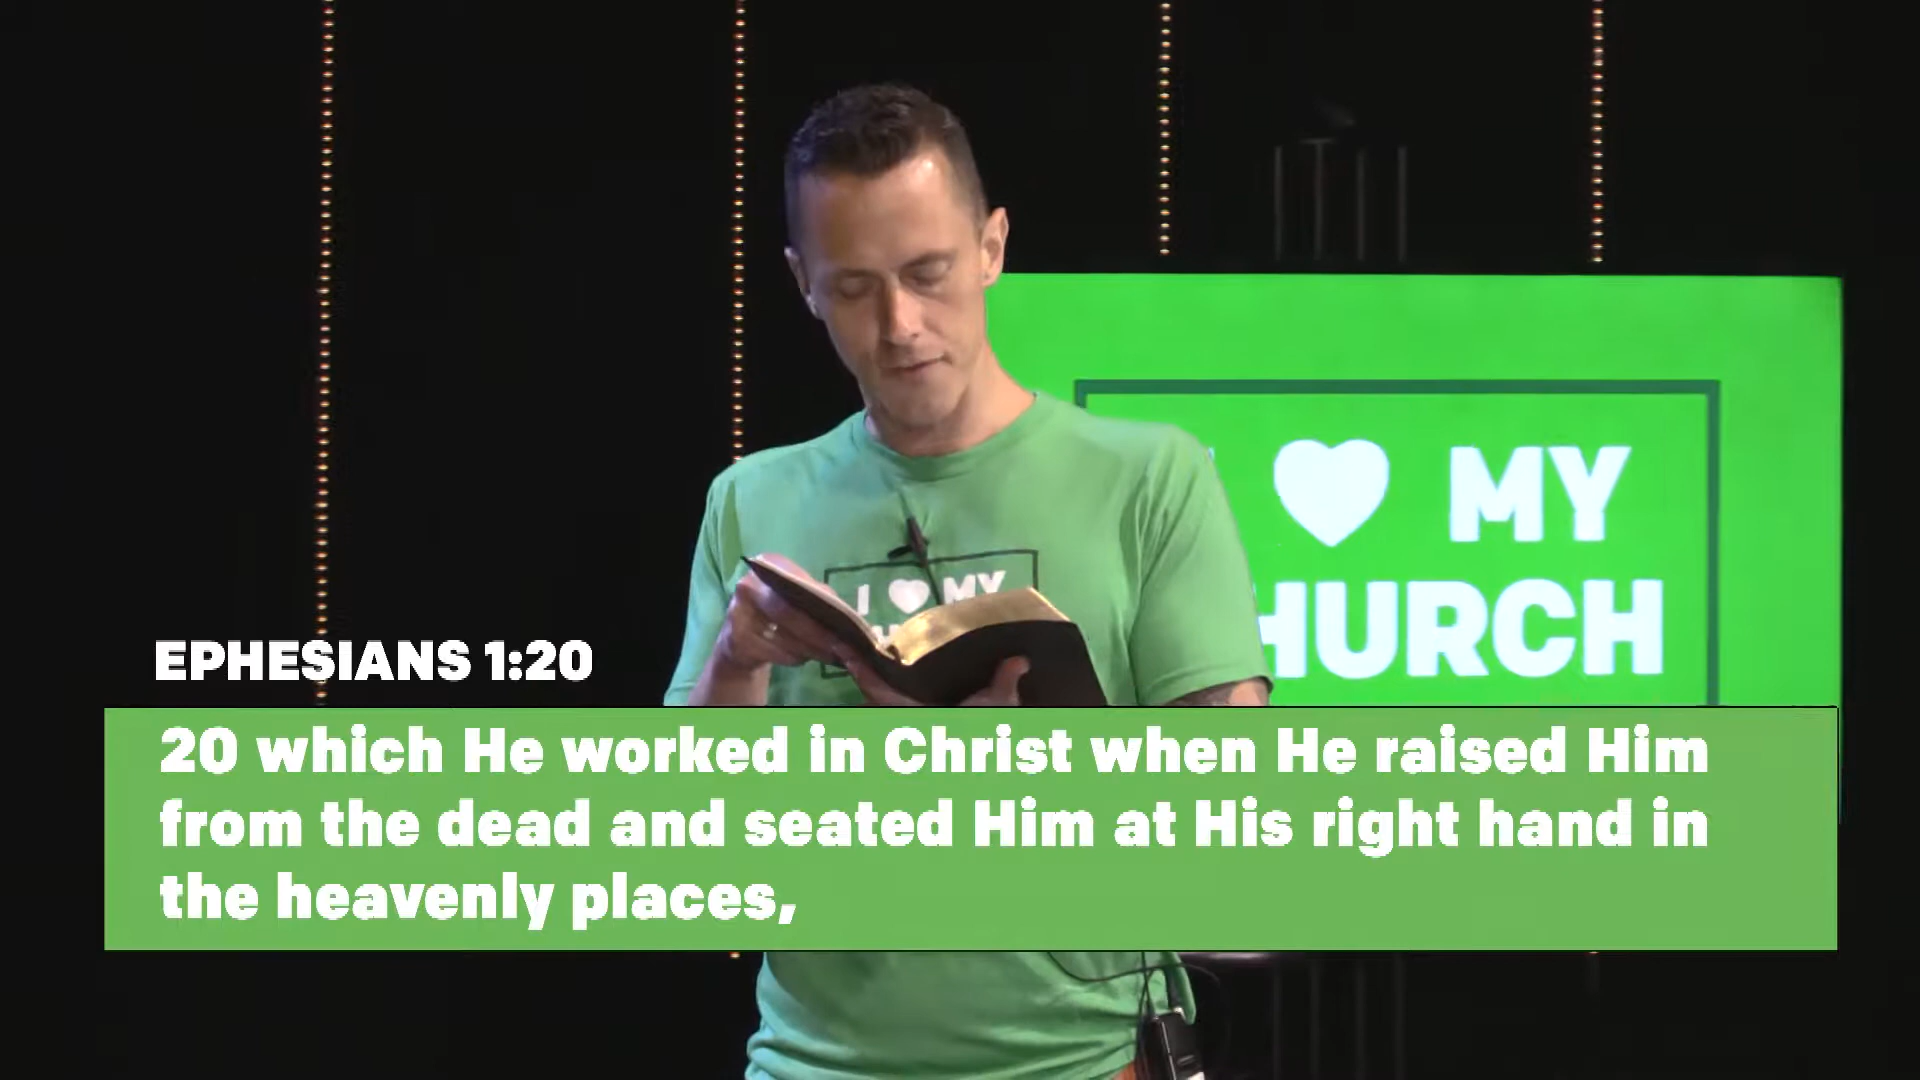 I ♥ MY
HURCH
I ♥ MY
EPHESIANS 1:20
20 which He worked in Christ when He raised Him
from the dead and seated Him at His right hand in
the heavenly places,